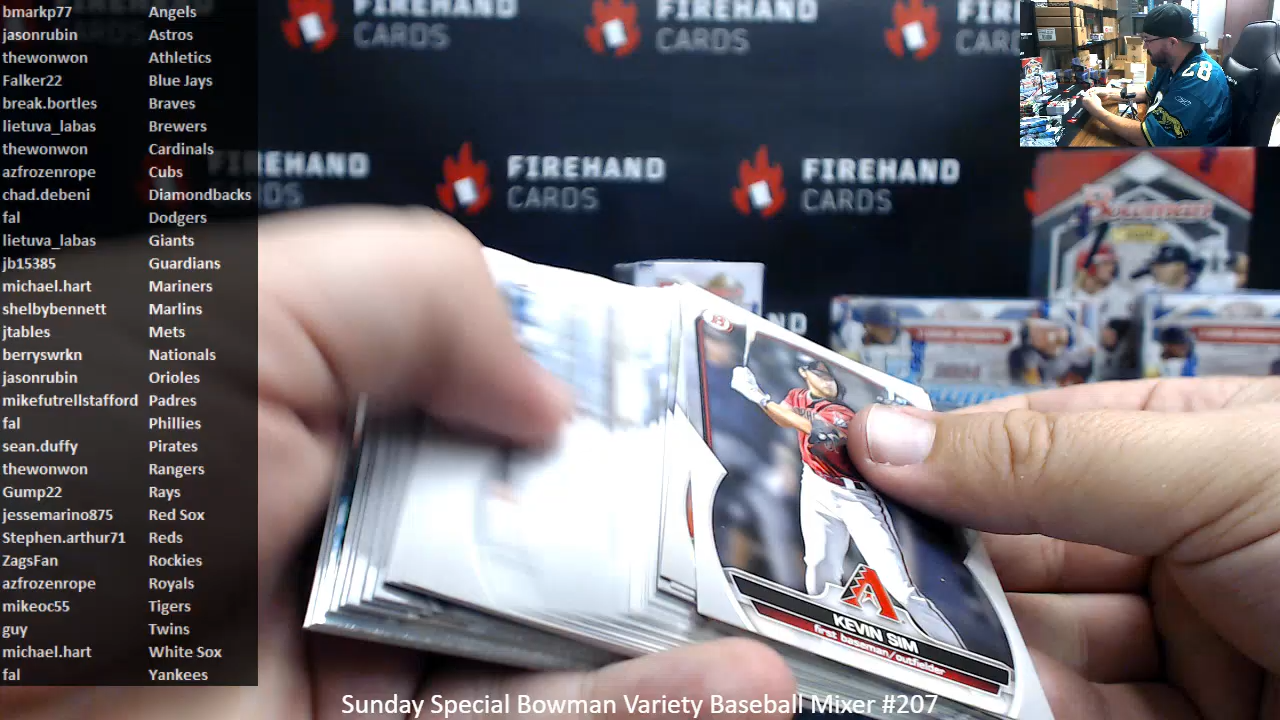 bmarkp77 Angels
jasonrubin Astros
thewonwon Athletics
Falker22 Blue Jays
break.bortles Braves
lietuva_labas Brewers
thewonwon Cardinals
azfrozenrope Cubs
chad.debeni Diamondbacks
fal Dodgers
lietuva_labas Giants
jb15385 Guardians
michael.hart Mariners
shelbybennett Marlins
jtables Mets
berryswrkn Nationals
jasonrubin Orioles
mikefutrellstafford Padres
fal Phillies
sean.duffy Pirates
thewonwon Rangers
Gump22 Rays
jessemarino875 Red Sox
Stephen.arthur71 Reds
ZagsFan Rockies
azfrozenrope Royals
mikeoc55 Tigers
guy Twins
michael.hart White Sox
fal Yankees
FIREHAND
CARDS
FIREHAND
CARDS
FIREHAND
CARDS
FIREHAND
CARDS
FIREHAND
CARDS
28
Bowman
B
A
KEVIN SIM
first baseman/outfielder
Sunday Special Bowman Variety Baseball Mixer #207